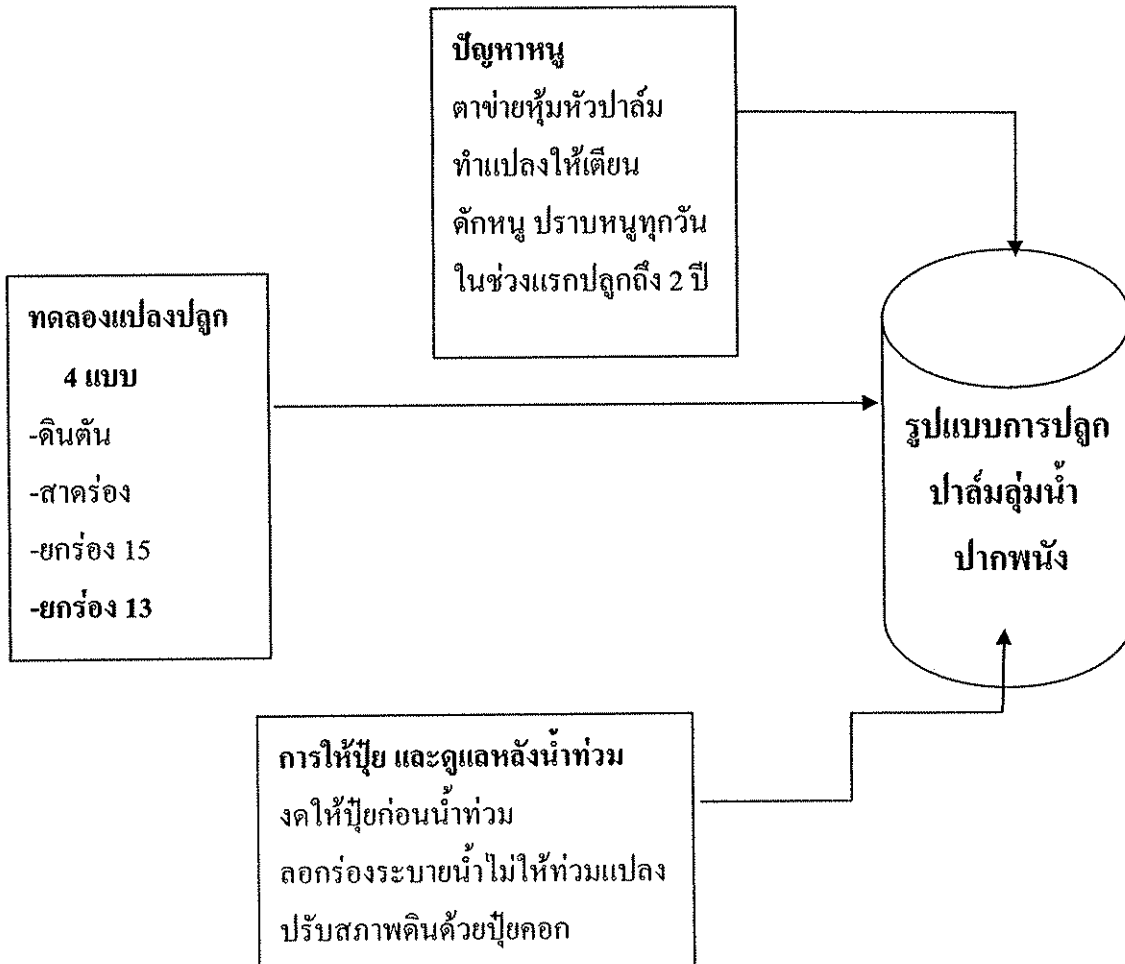 ปัญหาหนู
ตาข่ายหุ้มหัวปาล์ม
ทำแปลงให้เตียน
ดักหนู ปราบหนูทุกวัน
ในช่วงแรกปลูกถึง 2 ปี
ทดลองแปลงปลูก
4 แบบ
-ดินตัน
-สาดร่อง
-ยกร่อง 15
-ยกร่อง 13
รูปแบบการปลูก
ปาล์มลุ่มน้ำ
ปากพนัง
การให้ปุ๋ย และดูแลหลังน้ำท่วม
งดให้ปุ๋ยก่อนน้ำท่วม
ลอกร่องระบายน้ำไม่ให้ท่วมแปลง
ปรับสภาพดินด้วยปุ๋ยคอก